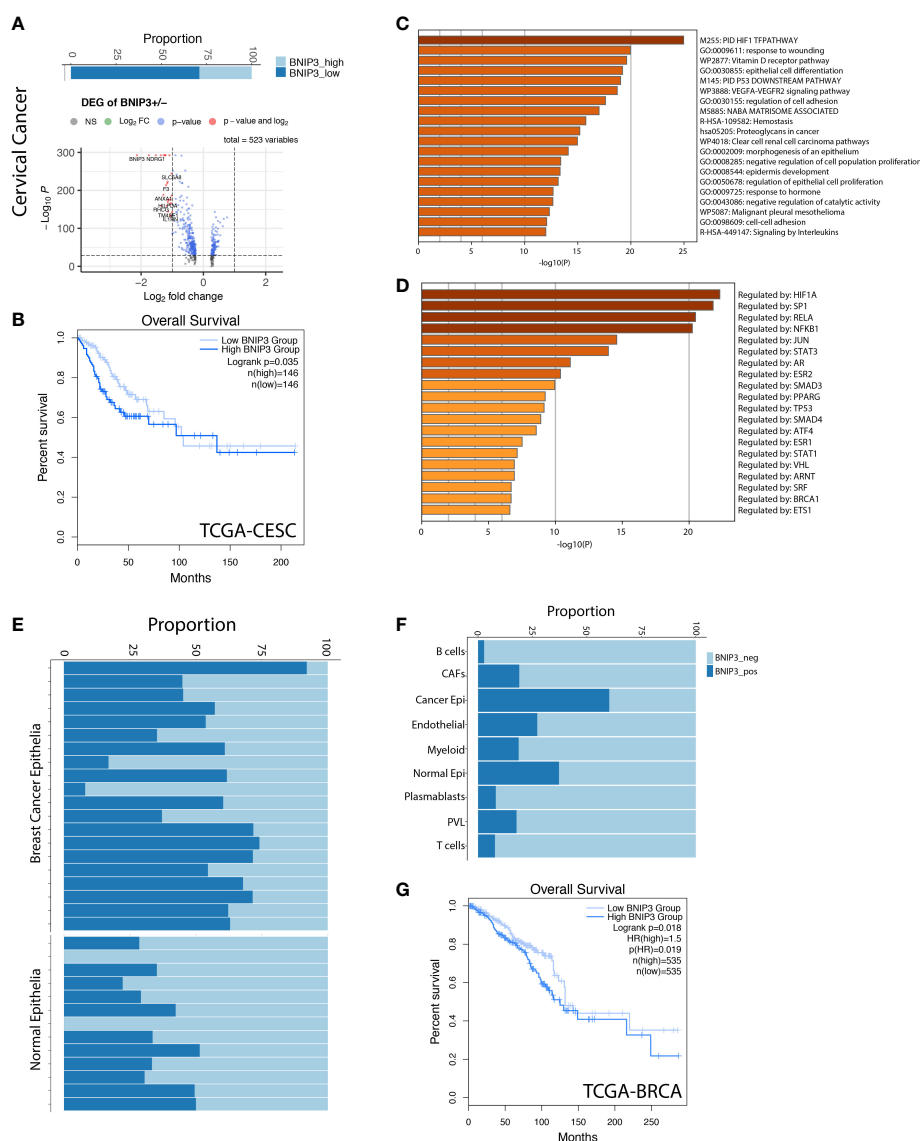 A
Proportion
0
25
50
75
100
BNIP3_high
BNIP3_low
Cervical Cancer
DEG of BNIP3+/−
NS
Log2 FC
p-value
p − value and log2
total = 523 variables
BNIP3 NDRG1
ANXA1
300
200
100
0
−Log10 P
−2
0
2
Log2 fold change
B
Overall Survival
Low BNIP3 Group
High BNIP3 Group
Logrank p=0.035
n(high)=146
n(low)=146
Percent survival
1.0
0.8
0.6
0.4
0.2
0.0
TCGA-CESC
0 50 100 150 200
Months
C
M255: PID HIF1 TFPATHWAY
GO:0009611: response to wounding
WP2877: Vitamin D receptor pathway
GO:0030855: epithelial cell differentiation
M145: PID P53 DOWNSTREAM PATHWAY
WP3888: VEGFA-VEGFR2 signaling pathway
GO:0030155: regulation of cell adhesion
M5885: NABA MATRISOME ASSOCIATED
R-HSA-109582: Hemostasis
hsa05205: Proteoglycans in cancer
WP4018: Clear cell renal cell carcinoma pathways
GO:0002009: morphogenesis of an epithelium
GO:0008285: negative regulation of cell population proliferation
GO:0008544: epidermis development
GO:0050678: regulation of epithelial cell proliferation
GO:0009725: response to hormone
GO:0043086: negative regulation of catalytic activity
WP5087: Malignant pleural mesothelioma
GO:0098609: cell-cell adhesion
R-HSA-449147: Signaling by Interleukins
0 5 10 15 20 25
-log10(P)
D
Regulated by: HIF1A
Regulated by: SP1
Regulated by: RELA
Regulated by: NFKB1
Regulated by: JUN
Regulated by: STAT3
Regulated by: AR
Regulated by: ESR2
Regulated by: SMAD3
Regulated by: PPARG
Regulated by: TP53
Regulated by: SMAD4
Regulated by: ATF4
Regulated by: ESR1
Regulated by: STAT1
Regulated by: VHL
Regulated by: ARNT
Regulated by: SRF
Regulated by: BRCA1
Regulated by: ETS1
0 5 10 15 20
-log10(P)
E
Proportion
0
25
50
75
100
Breast Cancer Epithelia
Normal Epithelia
F
Proportion
0
25
50
75
100
BNIP3_neg
BNIP3_pos
B cells
CAFs
Cancer Epi
Endothelial
Myeloid
Normal Epi
Plasmablasts
PVL
T cells
G
Overall Survival
Low BNIP3 Group
High BNIP3 Group
Logrank p=0.018
HR(high)=1.5
p(HR)=0.019
n(high)=535
n(low)=535
Percent survival
1.0
0.8
0.6
0.4
0.2
0.0
TCGA-BRCA
0 50 100 150 200 250
Months